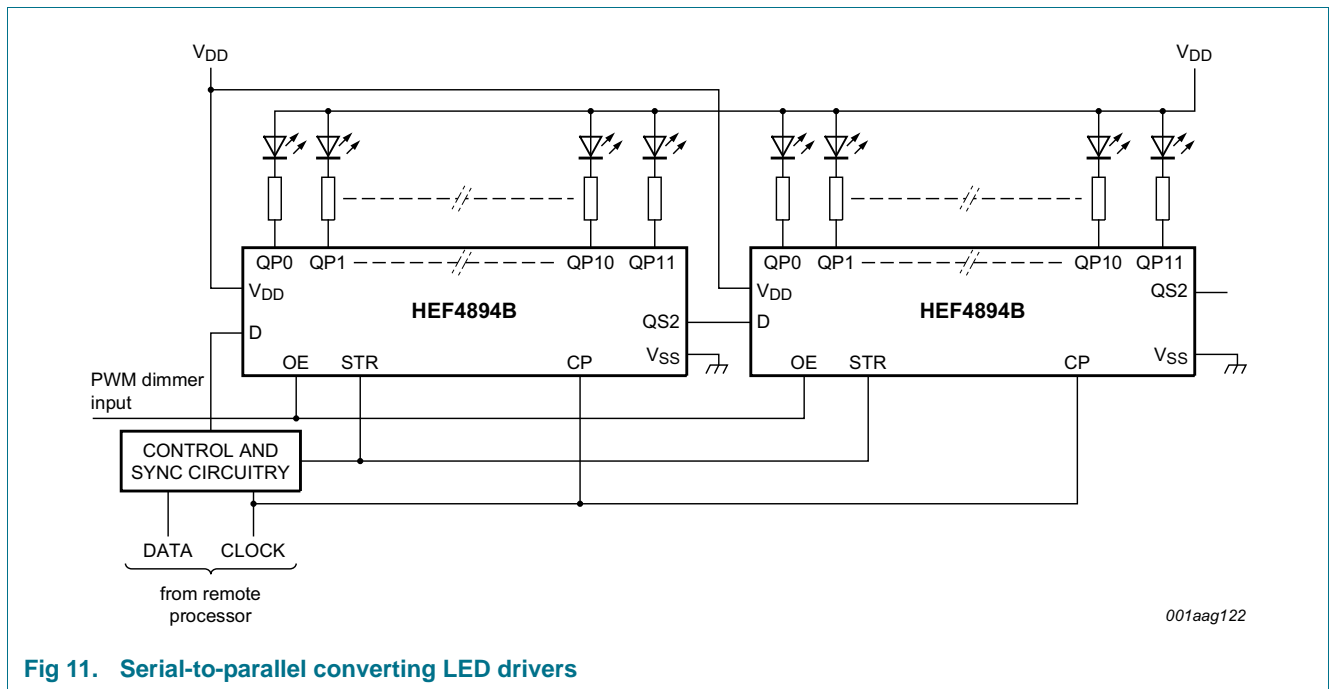 VDD VDD
QP0 QP1 QP10 QP11 QP0 QP1 QP10 QP11
VDD VDD QS2
HEF4894B HEF4894B
D QS2 D
VSS VSS
OE STR CP OE STR CP
PWM dimmer
input
CONTROL AND
SYNC CIRCUITRY
DATA CLOCK
from remote
processor
001aag122
Fig 11. Serial-to-parallel converting LED drivers